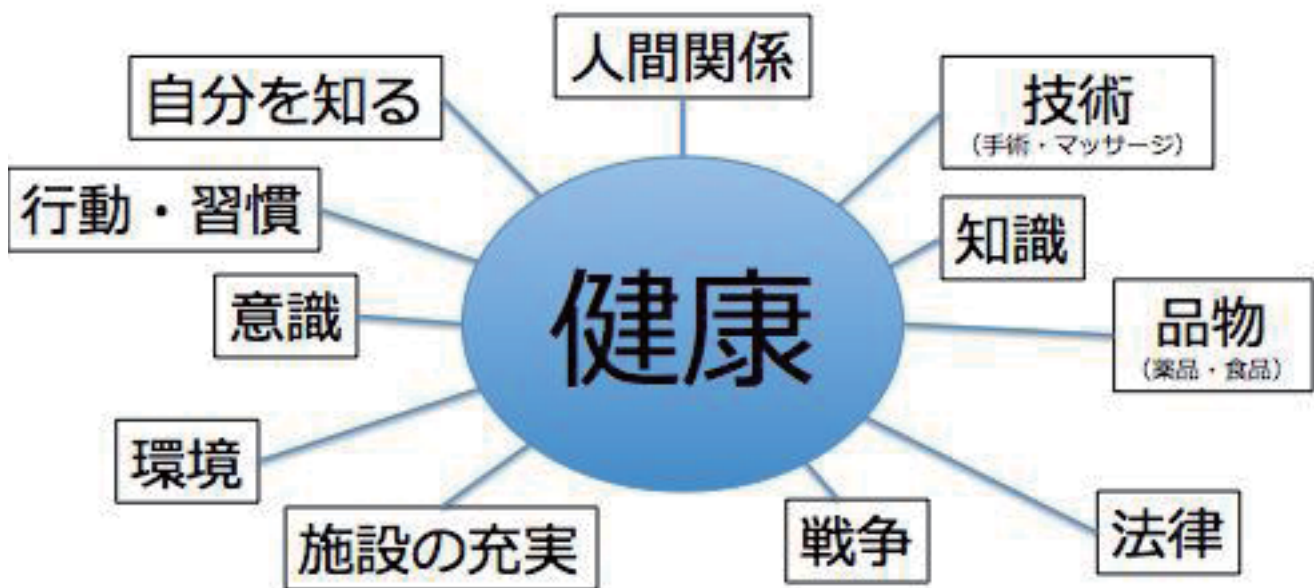 人間関係
自分を知る
技術
（手術・マッサージ）
行動・習慣
知識
健康
意識
品物
（薬品・食品）
環境
施設の充実
戦争
法律